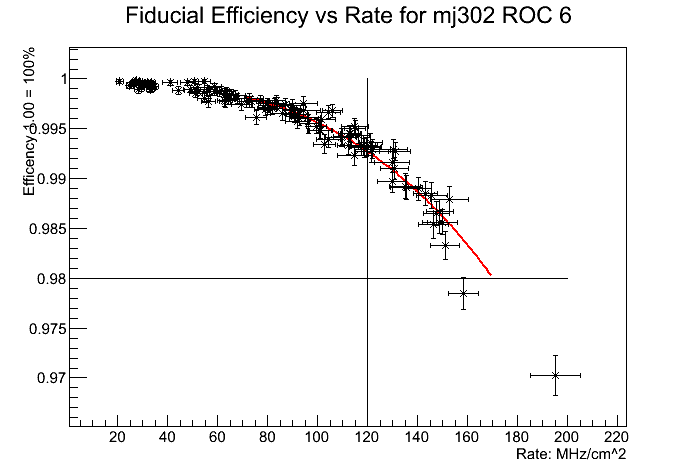 Fiducial Efficiency vs Rate for mj302 ROC 6
Efficency 1.00 = 100%
1
0.995
0.99
0.985
0.98
0.975
0.97
20 40 60 80 100 120 140 160 180 200 220
Rate: MHz/cm^2